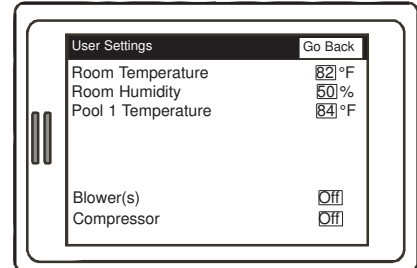 User Settings Go Back
Room Temperature 82 °F
Room Humidity 50 %
Pool 1 Temperature 84 °F
Blower(s) Off
Compressor Off